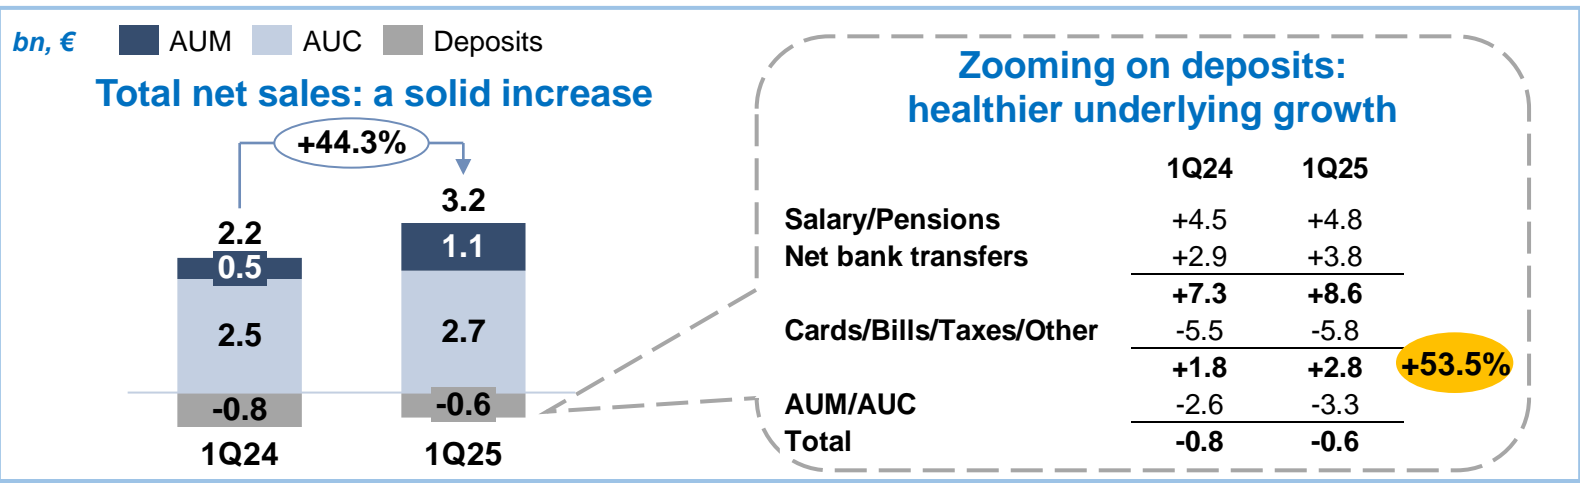 bn, € AUM AUC Deposits
Total net sales: a solid increase
+44.3%
2.2 3.2
0.5 1.1
2.5 2.7
-0.8 -0.6
1Q24 1Q25
Zooming on deposits:
healthier underlying growth
1Q24 1Q25
Salary/Pensions +4.5 +4.8
Net bank transfers +2.9 +3.8
+7.3 +8.6
Cards/Bills/Taxes/Other -5.5 -5.8
+1.8 +2.8 +53.5%
AUM/AUC -2.6 -3.3
Total -0.8 -0.6